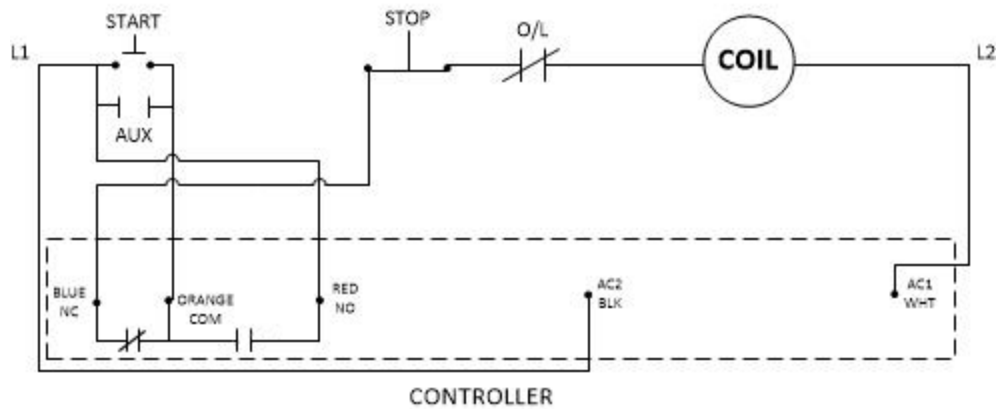 START
STOP
O/L
L1
COIL
L2
AUX
BLUE
NC
ORANGE
COM
RED
NO
AC2
BLK
AC1
WHT
CONTROLLER